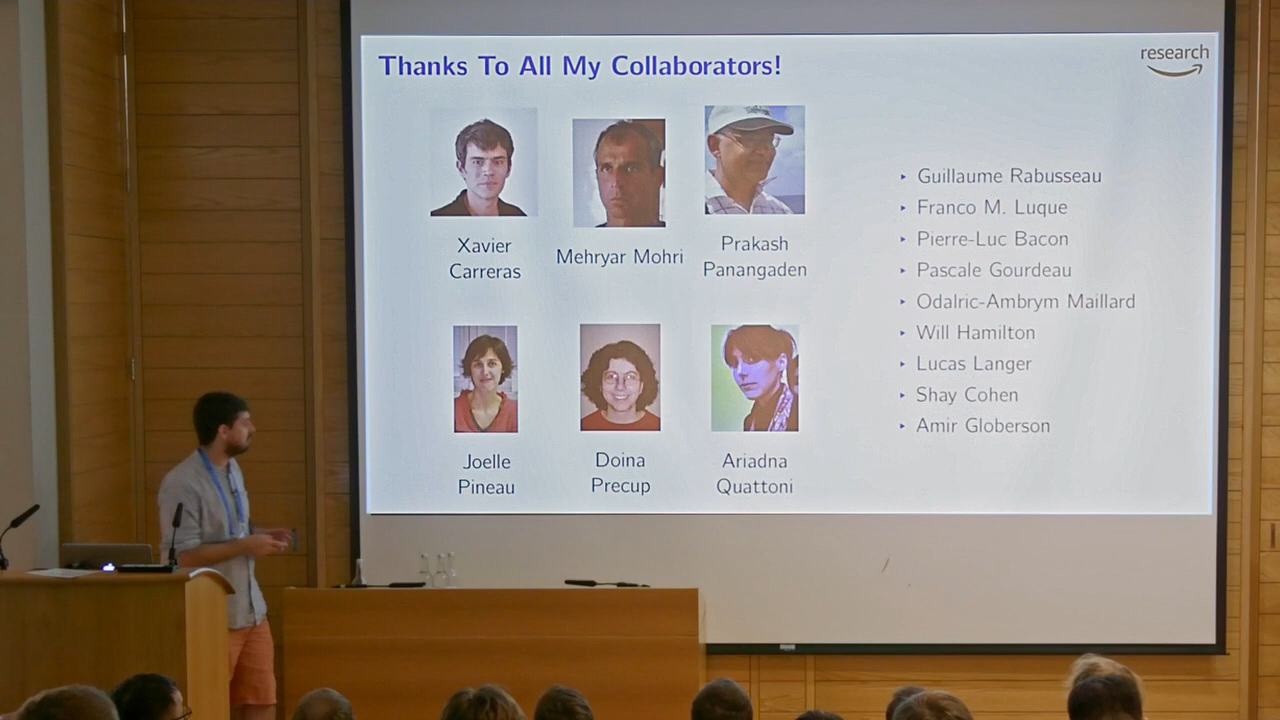 Thanks To All My Collaborators!
research
Xavier
Carreras
Mehryar Mohri
Prakash
Panangaden
Joelle
Pineau
Doina
Precup
Ariadna
Quattoni
‣ Guillaume Rabusseau
‣ Franco M. Luque
‣ Pierre-Luc Bacon
‣ Pascale Gourdeau
‣ Odalric-Ambrym Maillard
‣ Will Hamilton
‣ Lucas Langer
‣ Shay Cohen
‣ Amir Globerson